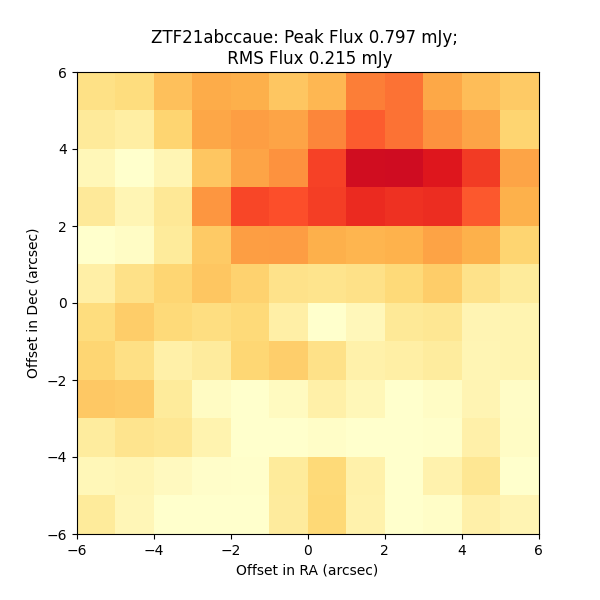 ZTF21abccaue: Peak Flux 0.797 mJy;
RMS Flux 0.215 mJy
6
4
2
0
−2
−4
−6
Offset in Dec (arcsec)
−6 −4 −2 0 2 4 6
Offset in RA (arcsec)